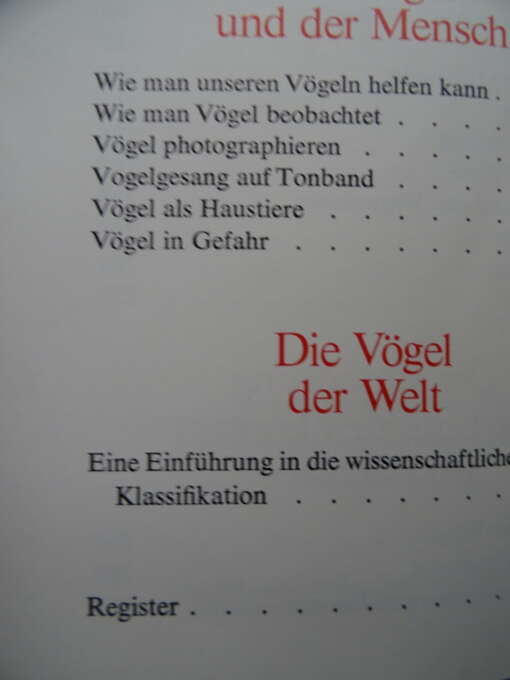 und der Mensch
Wie man unseren Vögeln helfen kann .
Wie man Vögel beobachtet . . . .
Vögel photographieren . . . . .
Vogelgesang auf Tonband . . . .
Vögel als Haustiere . . . . . .
Vögel in Gefahr . . . . . . .
Die Vögel
der Welt
Eine Einführung in die wissenschaftliche
Klassifikation . . . . . . .
Register . . . . . . . . . .